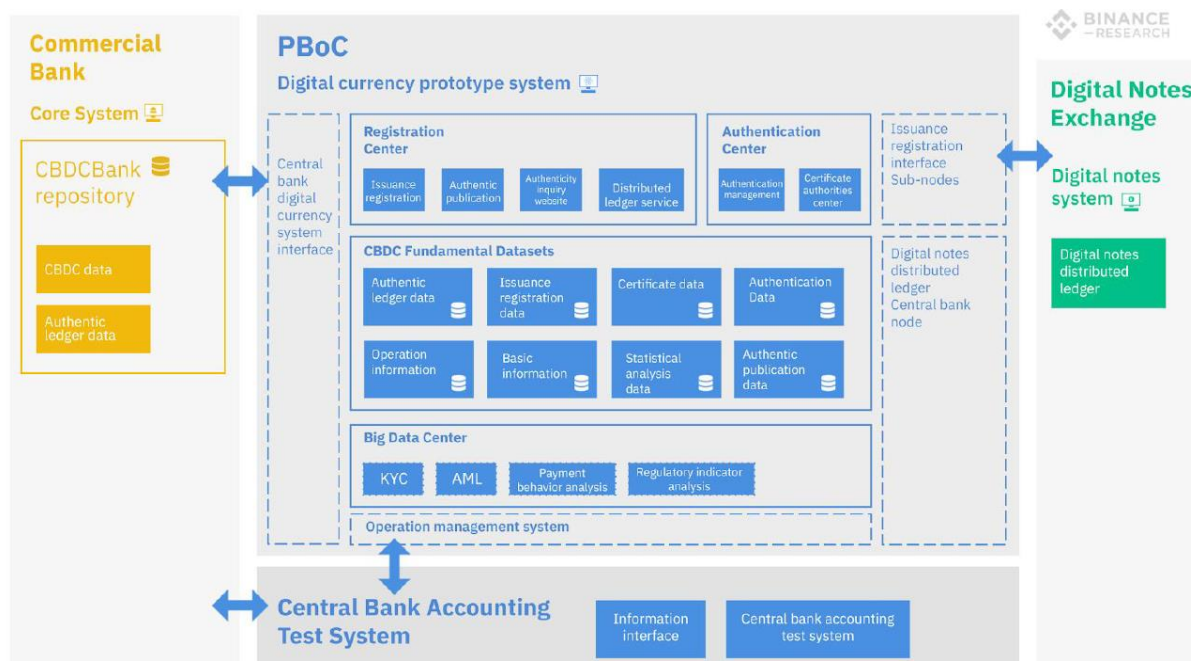 BINANCE
RESEARCH
Commercial
Bank
Core System
CBDCBank
repository
CBDC data
Authentic
ledger data
PBoC
Digital currency prototype system
Central
bank
digital
currency
system
interface
Registration
Center
Issuance
registration
Authentic
publication
Authenticity
inquiry
website
Distributed
ledger service
Authentication
Center
Authentication
management
Certificate
authorities
center
CBDC Fundamental Datasets
Authentic
ledger data
Issuance
registration
data
Certificate data
Authentication
Data
Operation
information
Basic
information
Statistical
analysis
data
Authentic
publication
data
Big Data Center
KYC
AML
Payment
behavior analysis
Regulatory indicator
analysis
Operation management system
Issuance
registration
interface
Sub-nodes
Digital notes
distributed
ledger
Central bank
node
Digital Notes
Exchange
Digital notes
system
Digital notes
distributed
ledger
Central Bank Accounting
Test System
Information
interface
Central bank accounting
test system